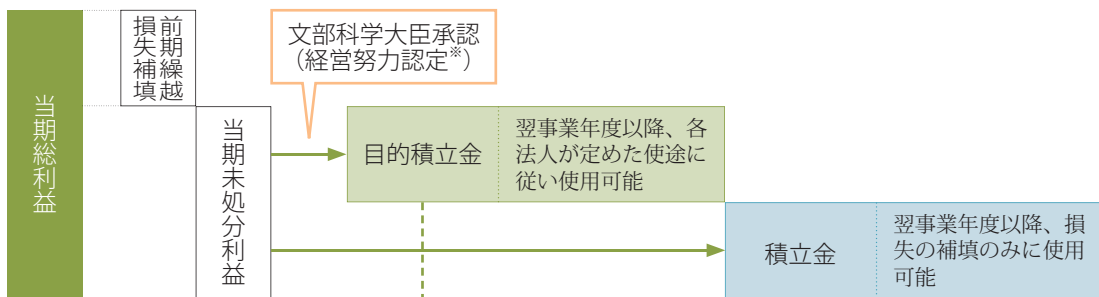 当期総利益
前期繰越
損失補填
当期未処分利益
文部科学大臣承認
（経営努力認定※）
目的積立金
翌事業年度以降、各
法人が定めた使途に
従い使用可能
積立金
翌事業年度以降、損
失の補填のみに使用
可能